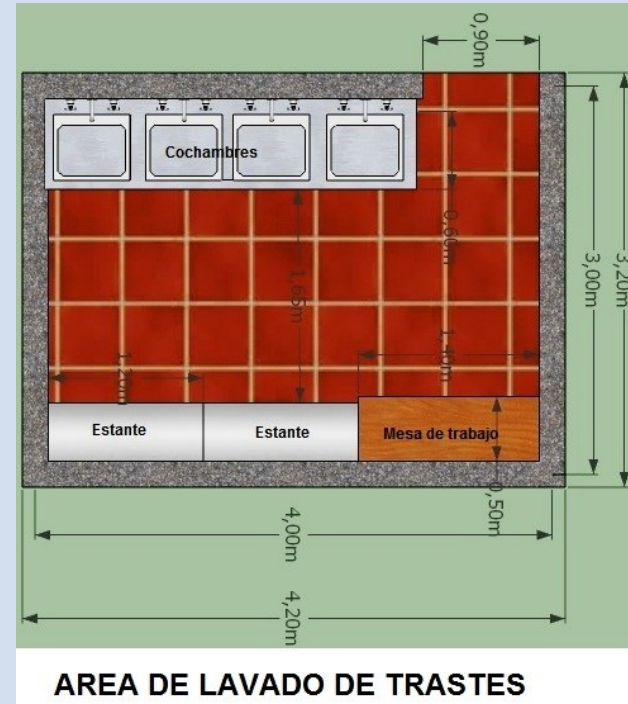 0,90m
Cochambres
0,60m
3,00m
3,20m
1,65m
1,40m
1,20m
Estante
Estante
Mesa de trabajo
0,50m
4,00m
4,20m
AREA DE LAVADO DE TRASTES